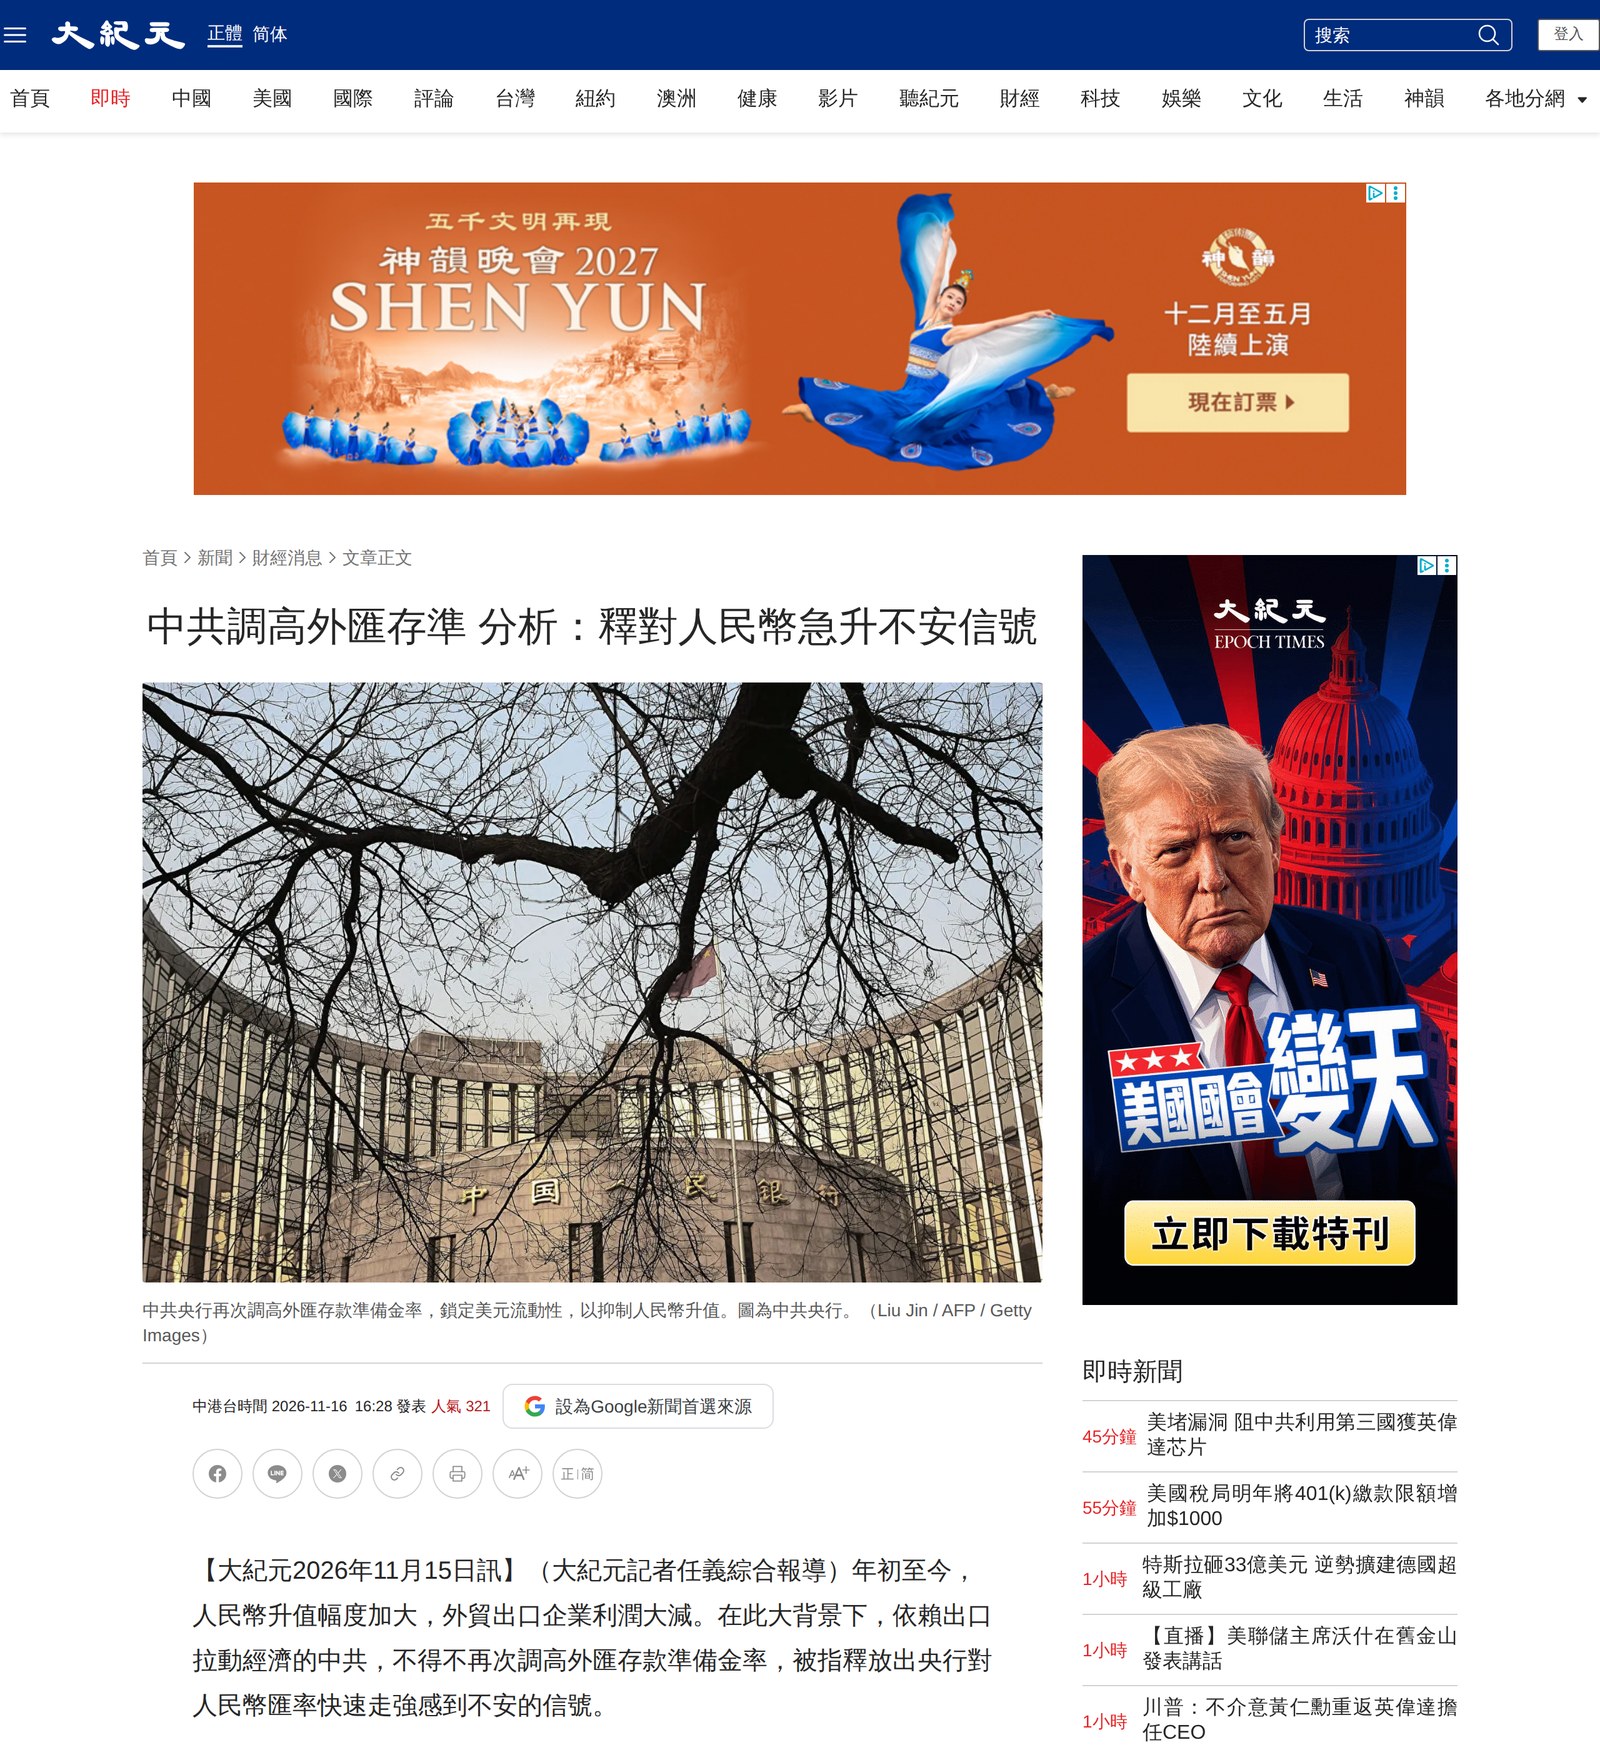 大紀元
正體 简体
搜索
登入
首頁 即時 中國 美國 國際 評論 台灣 紐約 澳洲 健康 影片 聽紀元 財經 科技 娛樂 文化 生活 神韻 各地分網
五千文明再現
神韻晚會 2027
SHEN YUN
神韻
十二月至五月
陸續上演
現在訂票
首頁 > 新聞 > 財經消息 > 文章正文
中共調高外匯存準 分析：釋對人民幣急升不安信號
中国人民銀行
中共央行再次調高外匯存款準備金率，鎖定美元流動性，以抑制人民幣升值。圖為中共央行。（Liu Jin / AFP / Getty
Images）
中港台時間 2026-11-16 16:28 發表 人氣 321
設為Google新聞首選來源
LINE
AA+
正|简
【大紀元2026年11月15日訊】（大紀元記者任義綜合報導）年初至今，
人民幣升值幅度加大，外貿出口企業利潤大減。在此大背景下，依賴出口
拉動經濟的中共，不得不再次調高外匯存款準備金率，被指釋放出央行對
人民幣匯率快速走強感到不安的信號。
大紀元
EPOCH TIMES
美國國會變天
立即下載特刊
即時新聞
45分鐘 美堵漏洞 阻中共利用第三國獲英偉
達芯片
55分鐘 美國稅局明年將401(k)繳款限額增
加$1000
1小時 特斯拉砸33億美元 逆勢擴建德國超
級工廠
1小時 【直播】美聯儲主席沃什在舊金山
發表講話
1小時 川普：不介意黃仁勳重返英偉達擔
任CEO